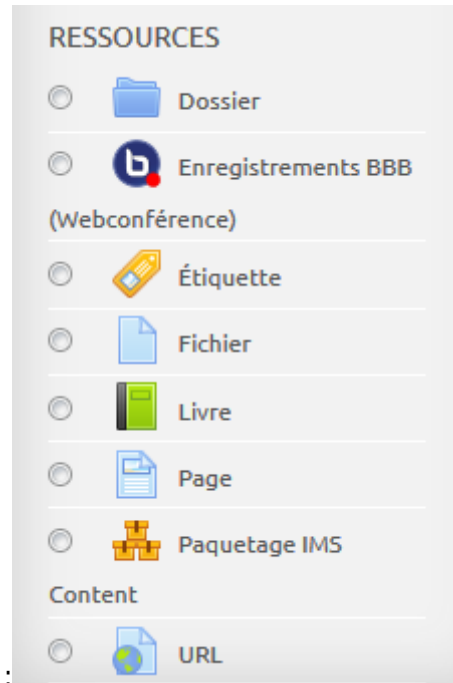 RESSOURCES
Dossier
Enregistrements BBB
(Webconférence)
Étiquette
Fichier
Livre
Page
Paquetage IMS
Content
URL
: